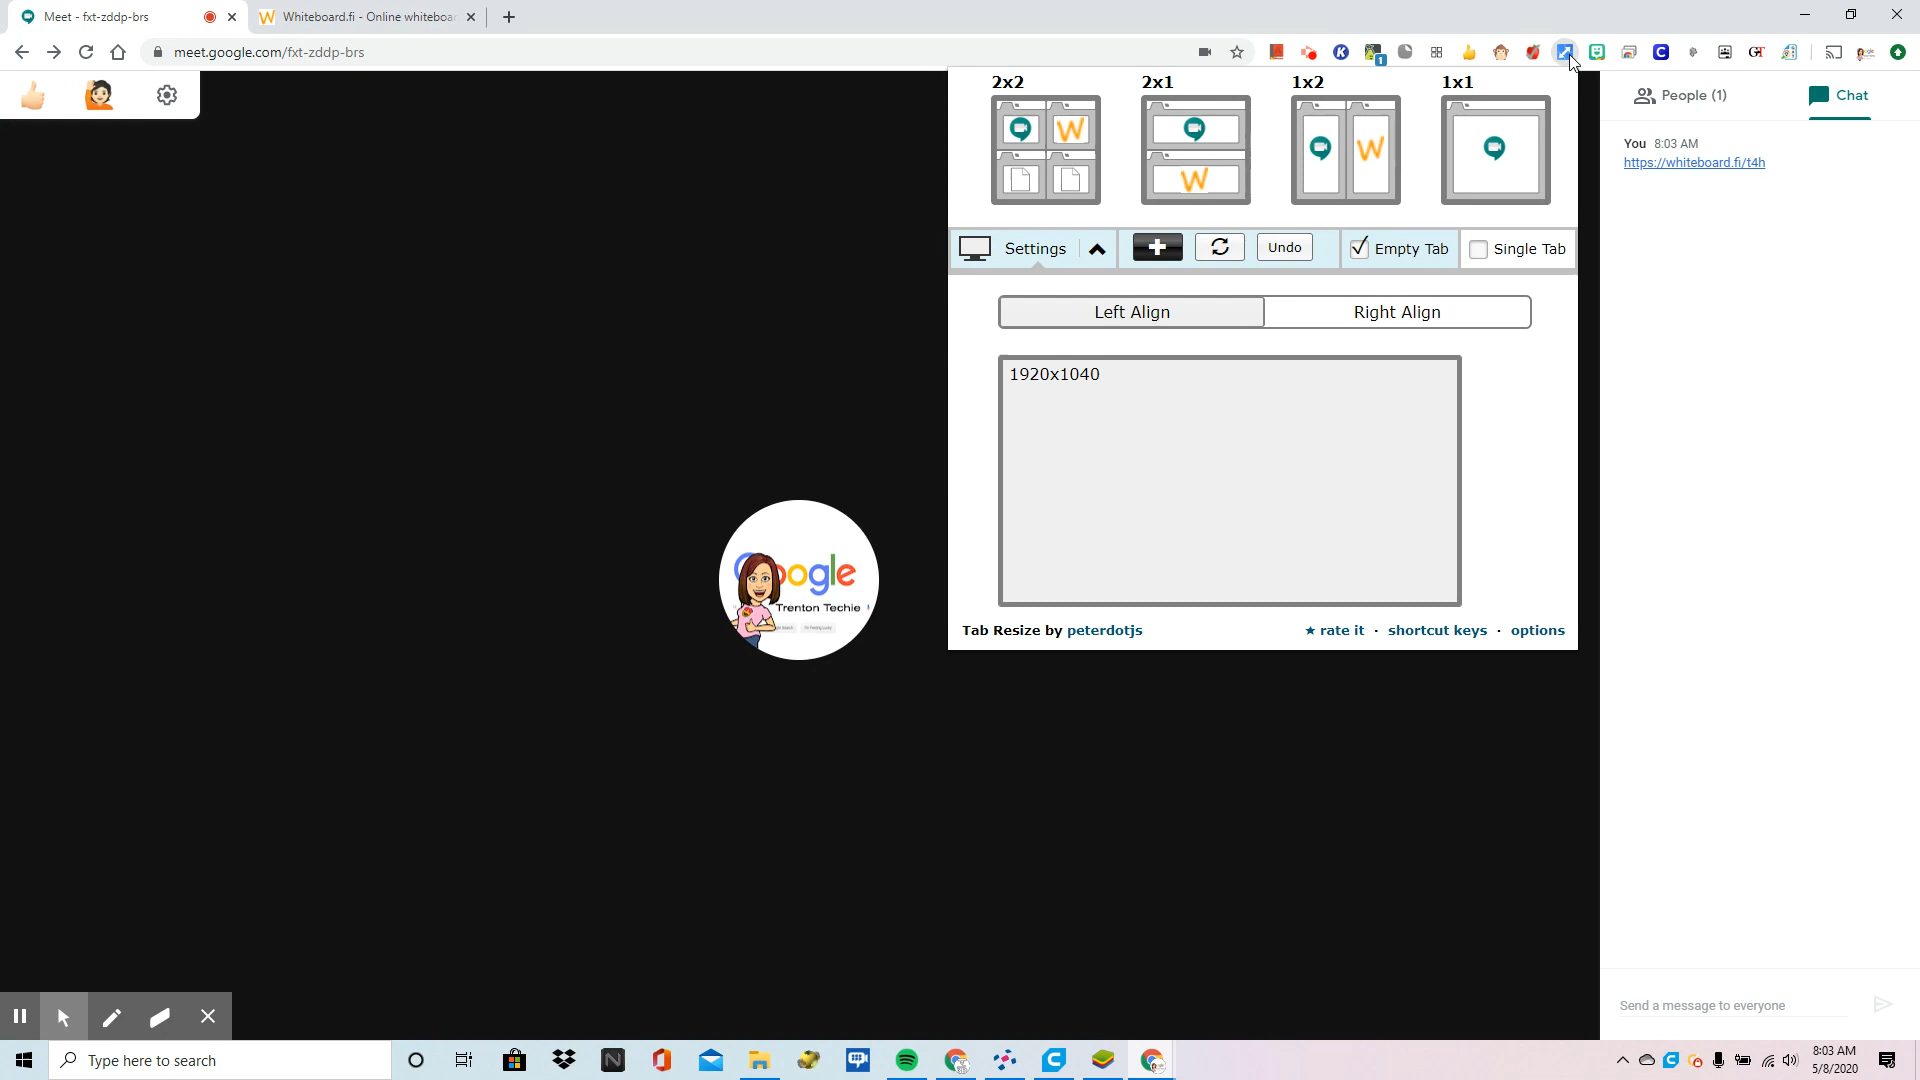 Meet - fxt-zddp-brs
Whiteboard.fi - Online whiteboar
meet.google.com/fxt-zddp-brs
1
2x2
2x1
1x2
1x1
People (1)
Chat
You 8:03 AM
https://whiteboard.fi/t4h
Settings
Undo
Empty Tab
Single Tab
Left Align
Right Align
1920x1040
Google
Trenton Techie
Tab Resize by peterdotjs
★ rate it · shortcut keys · options
Send a message to everyone
Type here to search
8:03 AM
5/8/2020